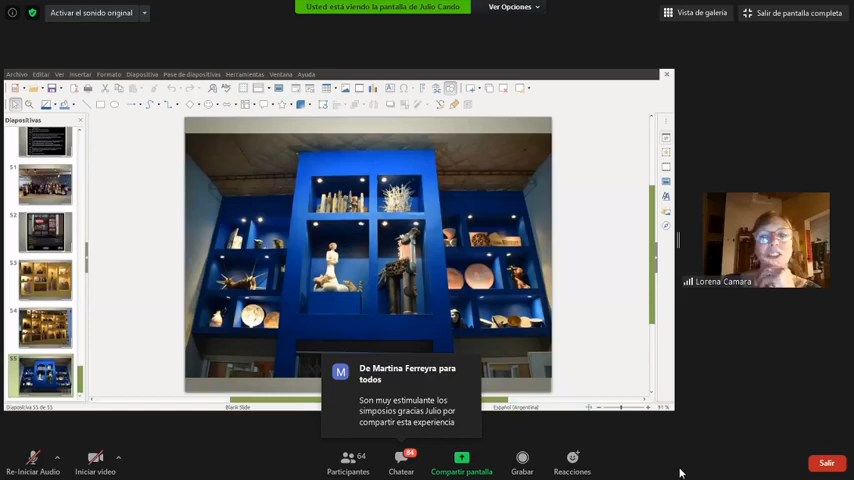 Activar el sonido original
Usted está viendo la pantalla de Julio Cando
Ver Opciones
Vista de galería
Salir de pantalla completa
Archivo Editar Ver Insertar Formato Diapositiva Pase de diapositivas Herramientas Ventana Ayuda
Diapositivas
51
52
53
54
55
Lorena Camara
M
De Martina Ferreyra para
todos
Son muy estimulante los
simposios gracias Julio por
compartir esta experiencia
Diapositiva 55 de 55
Blank Slide
Español (Argentina)
Re-Iniciar Audio
Iniciar video
64
Participantes
84
Chatear
Compartir pantalla
Grabar
Reacciones
Salir